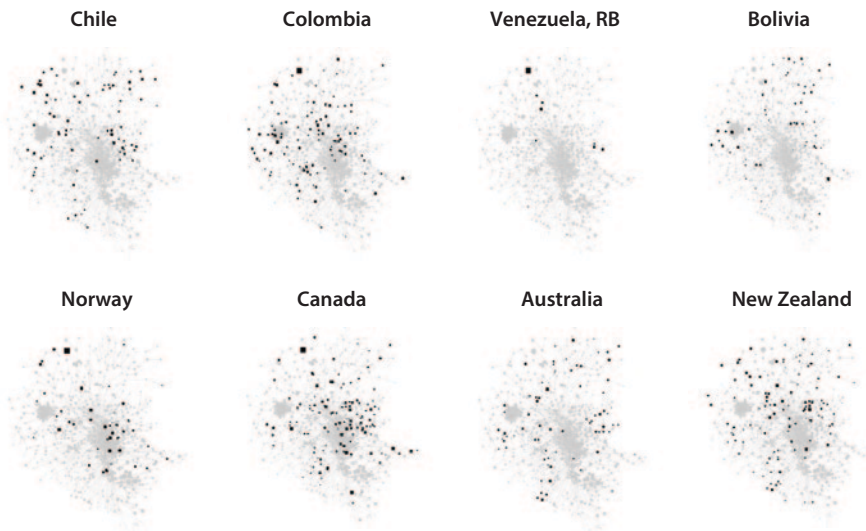 Chile
Colombia
Venezuela, RB
Bolivia
Norway
Canada
Australia
New Zealand